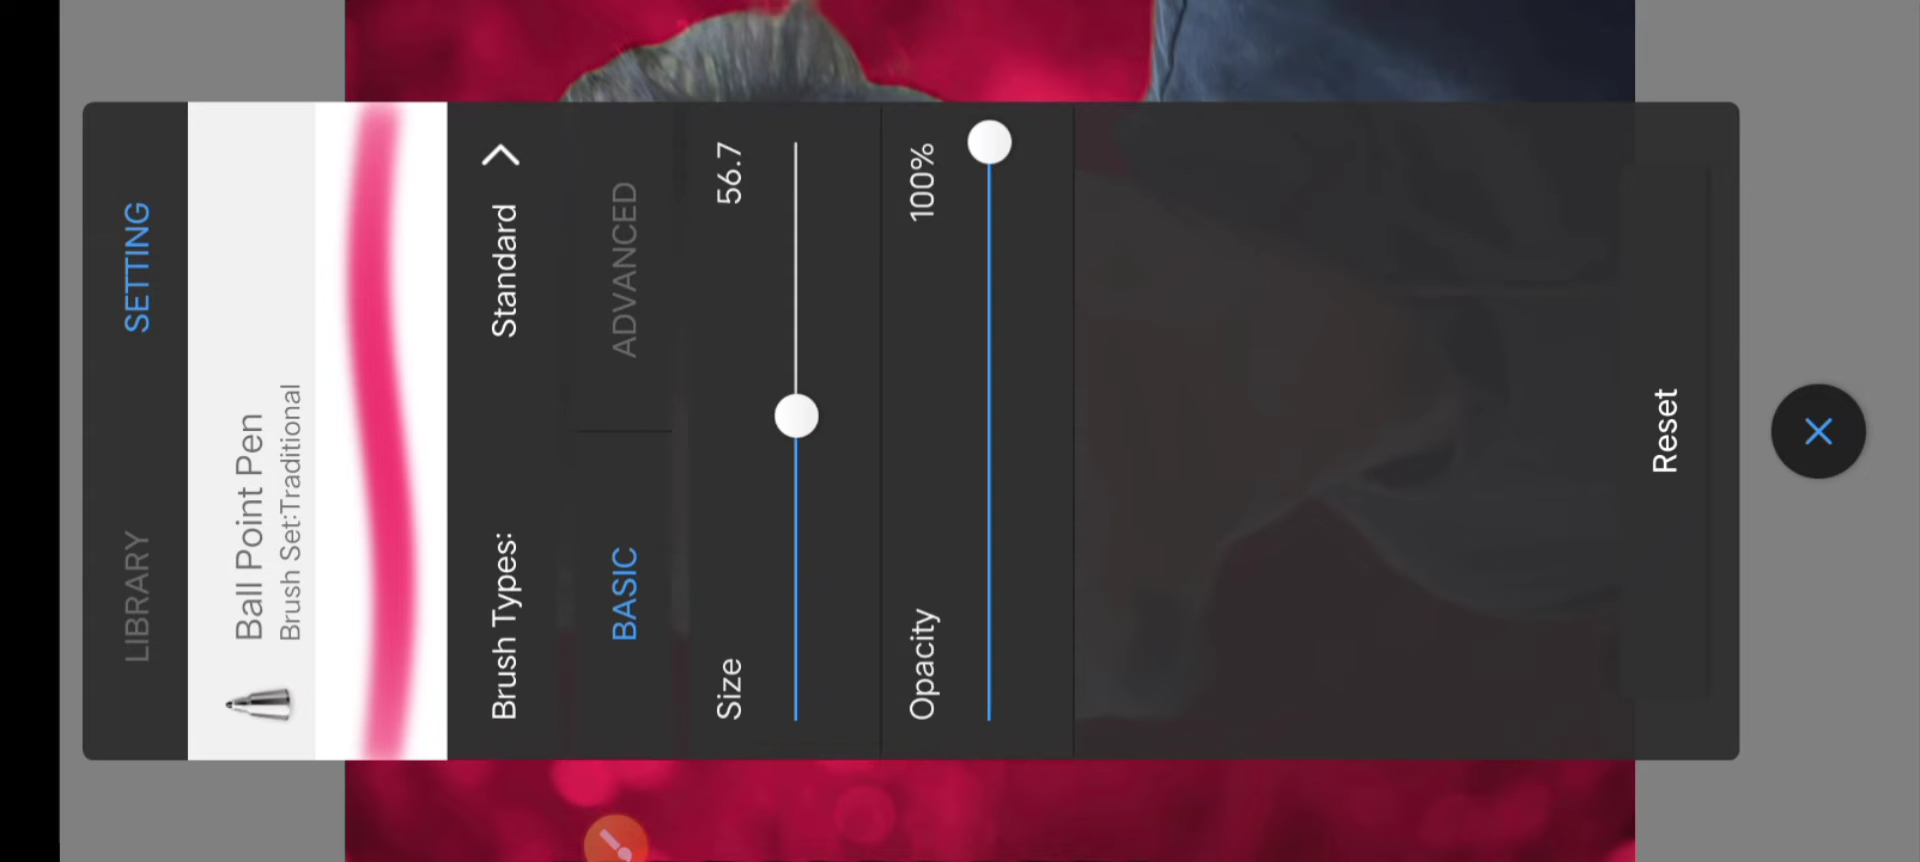 LIBRARY SETTING
Ball Point Pen
Brush Set:Traditional
Brush Types: Standard
BASIC ADVANCED
Size 56.7
Opacity 100%
Reset